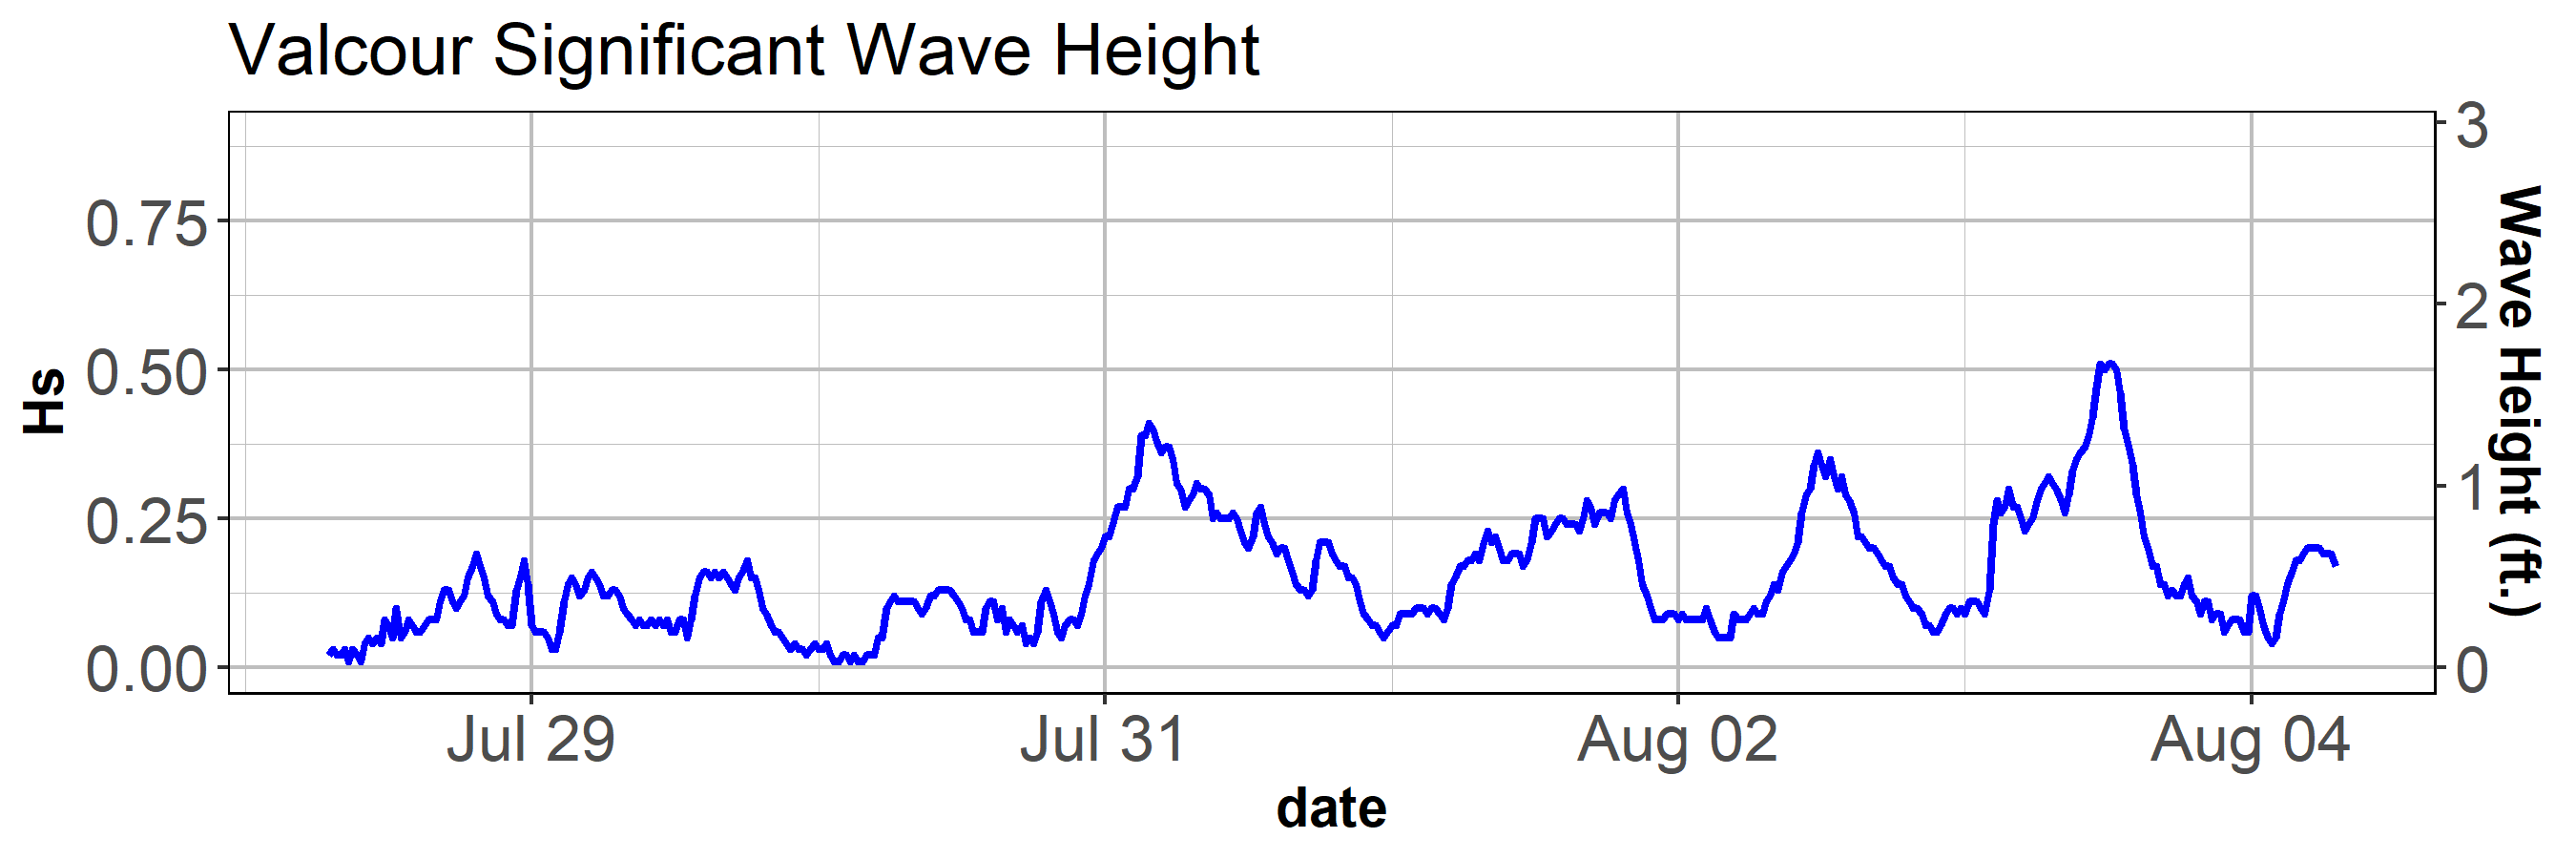 Valcour Significant Wave Height
Hs
0.75
0.50
0.25
0.00
3
2
1
0
Wave Height (ft.)
Jul 29
Jul 31
Aug 02
Aug 04
date